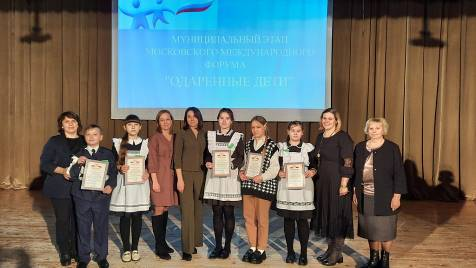 МУНИЦИПАЛЬНЫЙ ЭТАП
МОСКОВСКОГО МЕЖДУНАРОДНОГО
ФОРУМА
"ОДАРЕННЫЕ ДЕТИ"